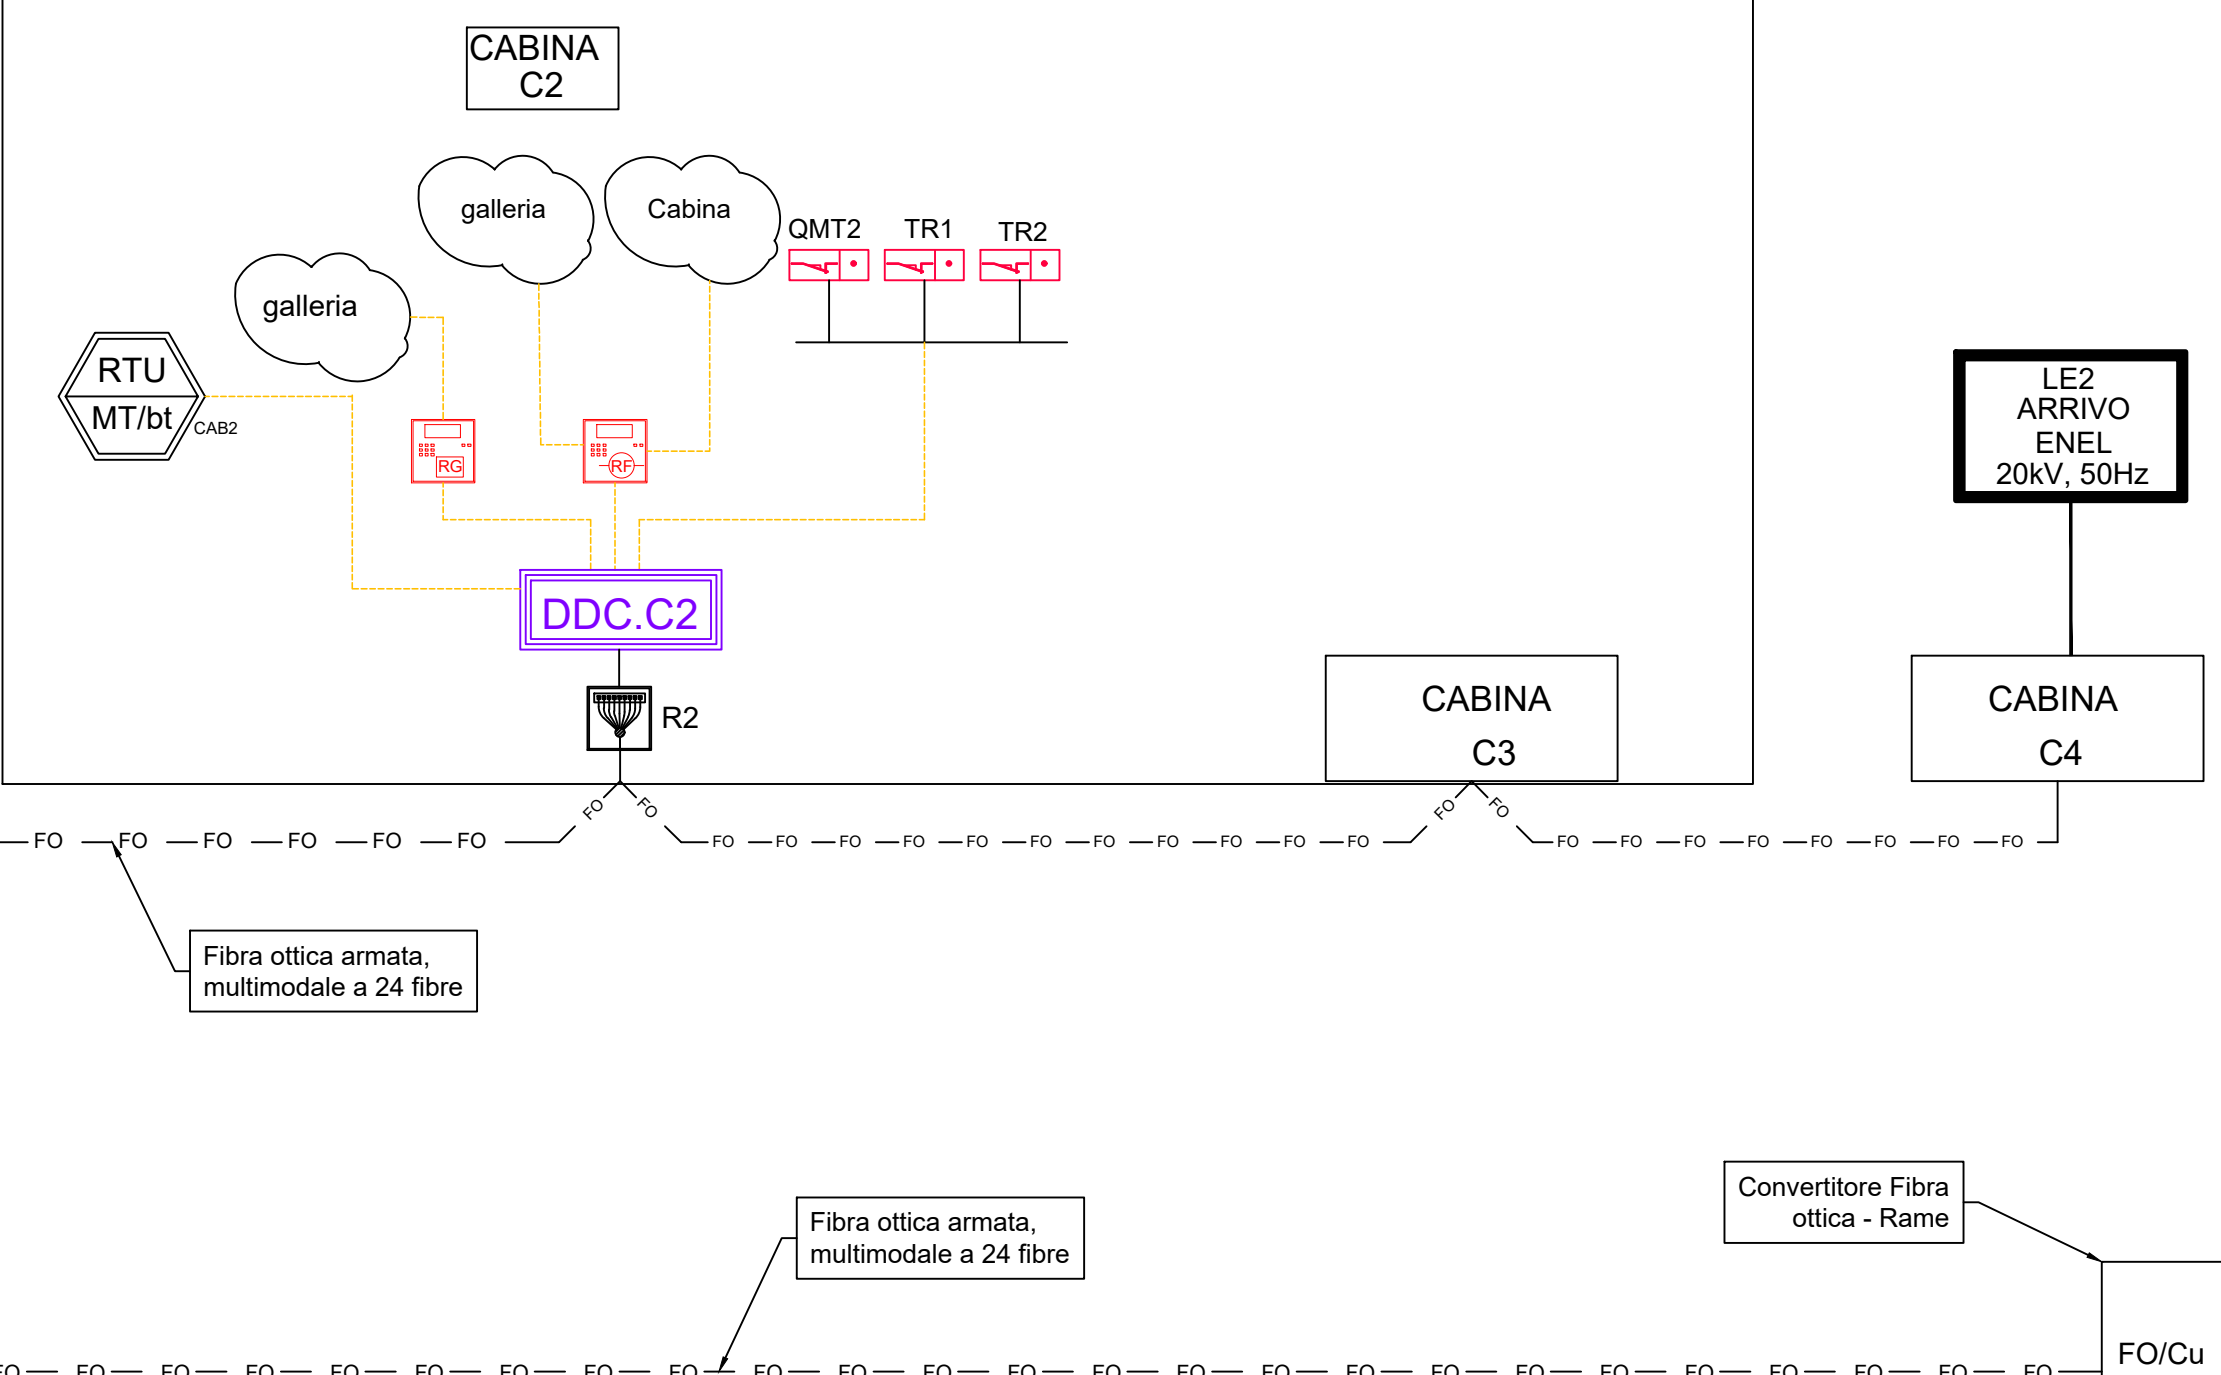 CABINA
C2
galleria
Cabina
QMT2
TR1
TR2
galleria
RTU
MT/bt
CAB2
RG
RF
LE2
ARRIVO
ENEL
20kV, 50Hz
DDC.C2
R2
CABINA
C3
CABINA
C4
FO
FO
FO
FO
FO FO FO FO FO FO
FO FO FO FO FO FO FO FO FO FO FO
FO FO FO FO FO FO FO FO
Fibra ottica armata,
multimodale a 24 fibre
Convertitore Fibra
ottica - Rame
Fibra ottica armata,
multimodale a 24 fibre
FO/Cu
FO FO FO FO FO FO FO FO FO FO FO FO FO FO FO FO FO FO FO FO FO FO FO FO FO